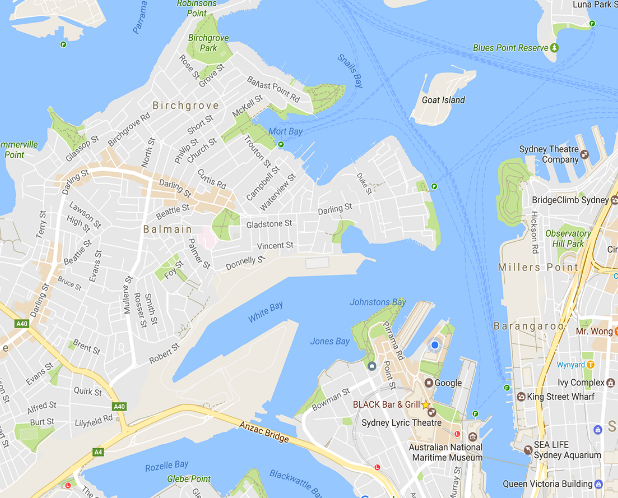 Robinsons
Point
Luna Park S
Parrama
Birchgrove
Park
Blues Point Reserve
Rose St
Grove St
Snails Bay
Ballast Point Rd
Goat Island
Birchgrove
McKell St
Mort Bay
Short St
Birchgrove Rd
Phillip St
Church St
Trouton St
mmerville
Point
Glassop St
North St
Sydney Theatre
Company
Darling St
Curtis Rd
Campbell St
Waterview St
Duke St
Darling St
BridgeClimb Sydney
Lawson St
High St
Beattie St
Darling St
Hickson Rd
Terry St
Balmain
Gladstone St
Observatory
Hill Park
Beattie St
Evans St
Palmer St
Vincent St
Donnelly St
Millers Point
Foy St
Cir
Bruce St
Mullens St
Smith St
Rosser St
Darling St
White Bay
Johnstons Bay
Barangaroo
A40
Pirrama Rd
Mr. Wong
Jones Bay
e
Brent St
Robert St
Wynyard
T
Evans St
Point St
Google
Ivy Complex
Quirk St
Bowman St
BLACK Bar & Grill
King Street Wharf
Alfred St
A40
Lilyfield Rd
Sydney Lyric Theatre
S
Burt St
Anzac Bridge
Australian National
Maritime Museum
SEA LIFE
Sydney Aquarium
A4
Rozelle Bay
Glebe Point
Blackwattle Bay
Murray St
Queen Victoria Building
The